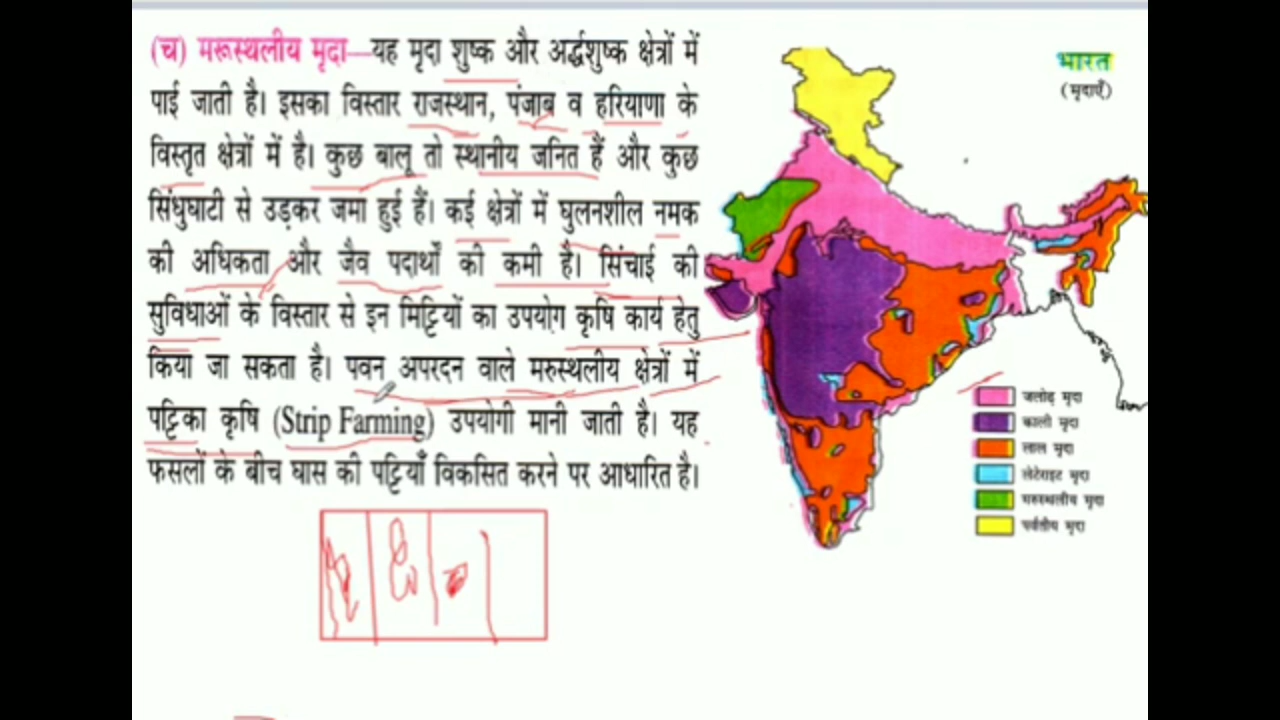 (च) मरूस्थलीय मृदा—यह मृदा शुष्क और अर्द्धशुष्क क्षेत्रों में
पाई जाती है। इसका विस्तार राजस्थान, पंजाब व हरियाणा के
विस्तृत क्षेत्रों में है। कुछ बालू तो स्थानीय जनित हैं और कुछ
सिंधुघाटी से उड़कर जमा हुई हैं। कई क्षेत्रों में घुलनशील नमक
की अधिकता और जैव पदार्थों की कमी है। सिंचाई की
सुविधाओं के विस्तार से इन मिट्टियों का उपयोग कृषि कार्य हेतु
किया जा सकता है। पवन अपरदन वाले मरुस्थलीय क्षेत्रों में
पट्टिका कृषि (Strip Farming) उपयोगी मानी जाती है। यह
फसलों के बीच घास की पट्टियाँ विकसित करने पर आधारित है।
भारत
(मृदाएँ)
जलोढ़ मृदा
काली मृदा
लाल मृदा
लेटेराइट मृदा
मरुस्थलीय मृदा
पर्वतीय मृदा